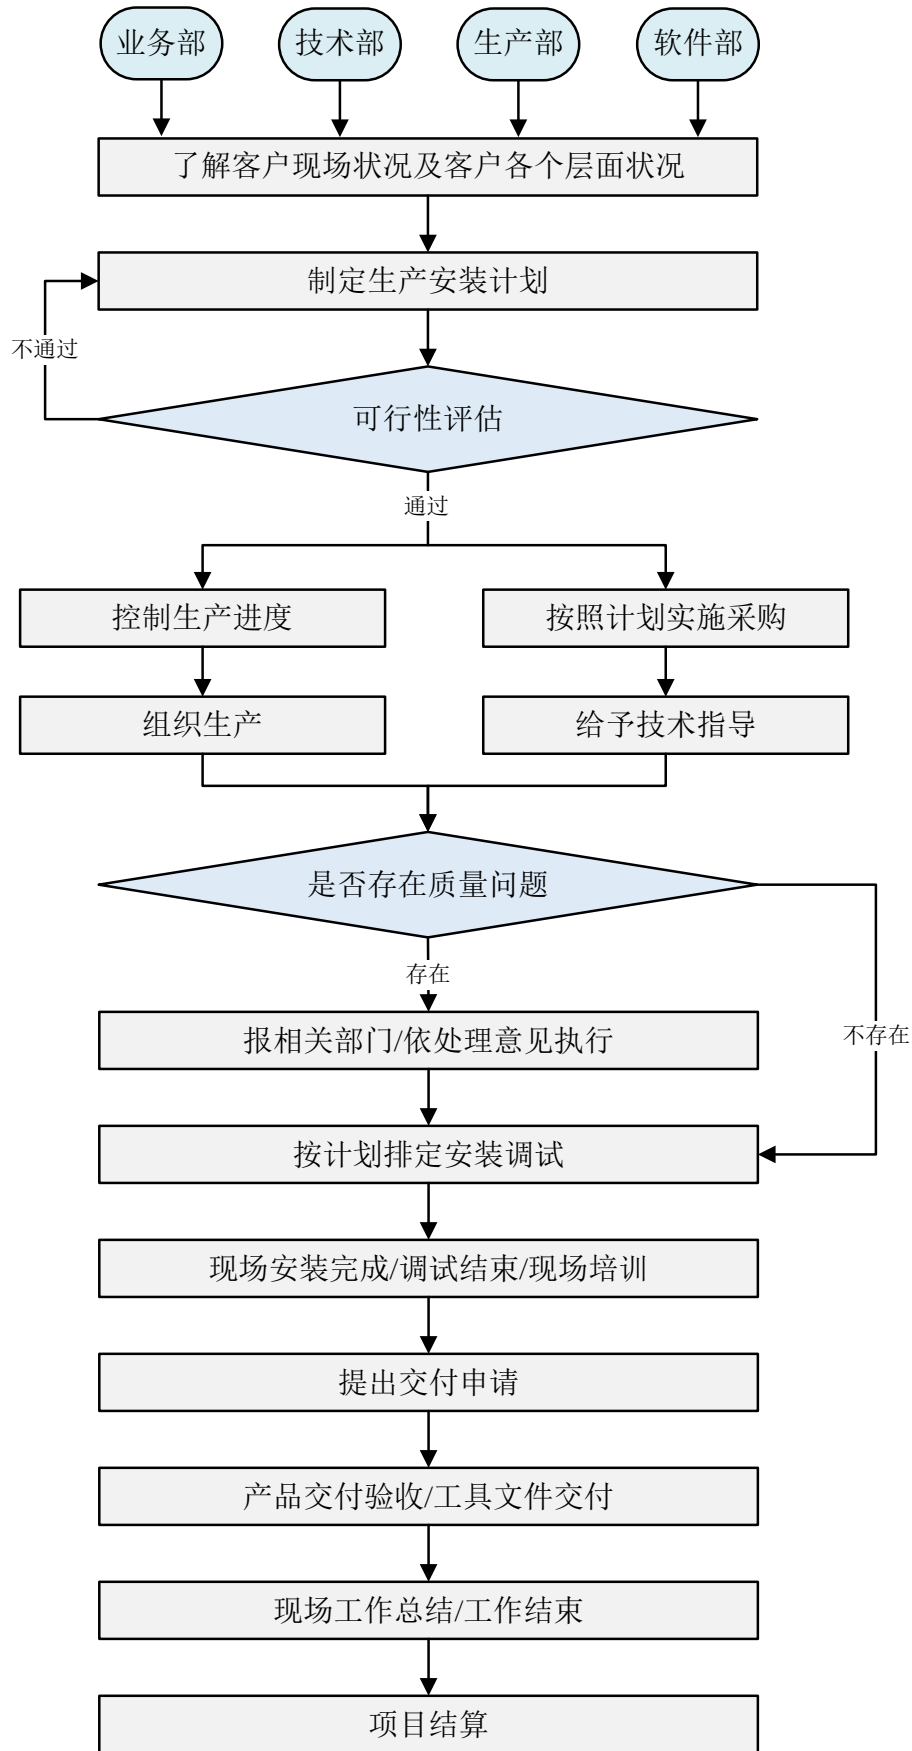 业务部
技术部
生产部
软件部
了解客户现场状况及客户各个层面状况
制定生产安装计划
不通过
可行性评估
通过
控制生产进度
按照计划实施采购
组织生产
给予技术指导
是否存在质量问题
存在
报相关部门/依处理意见执行
不存在
按计划排定安装调试
现场安装完成/调试结束/现场培训
提出交付申请
产品交付验收/工具文件交付
现场工作总结/工作结束
项目结算